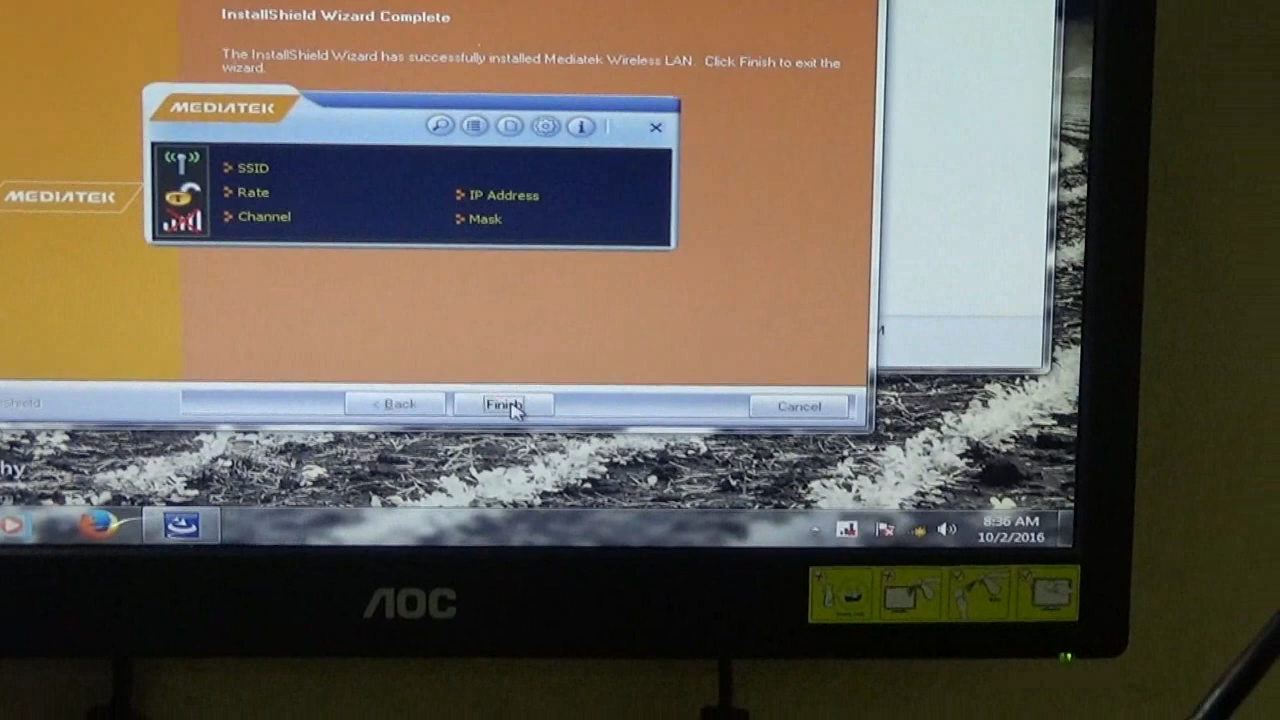 InstallShield Wizard Complete
The InstallShield Wizard has successfully installed Mediatek Wireless LAN. Click Finish to exit the
wizard.
MEDIATEK
SSID
Rate
IP Address
Channel
Mask
MEDIATEK
Shield
< Back
Finish
Cancel
hy
8:36 AM
10/2/2016
AOC